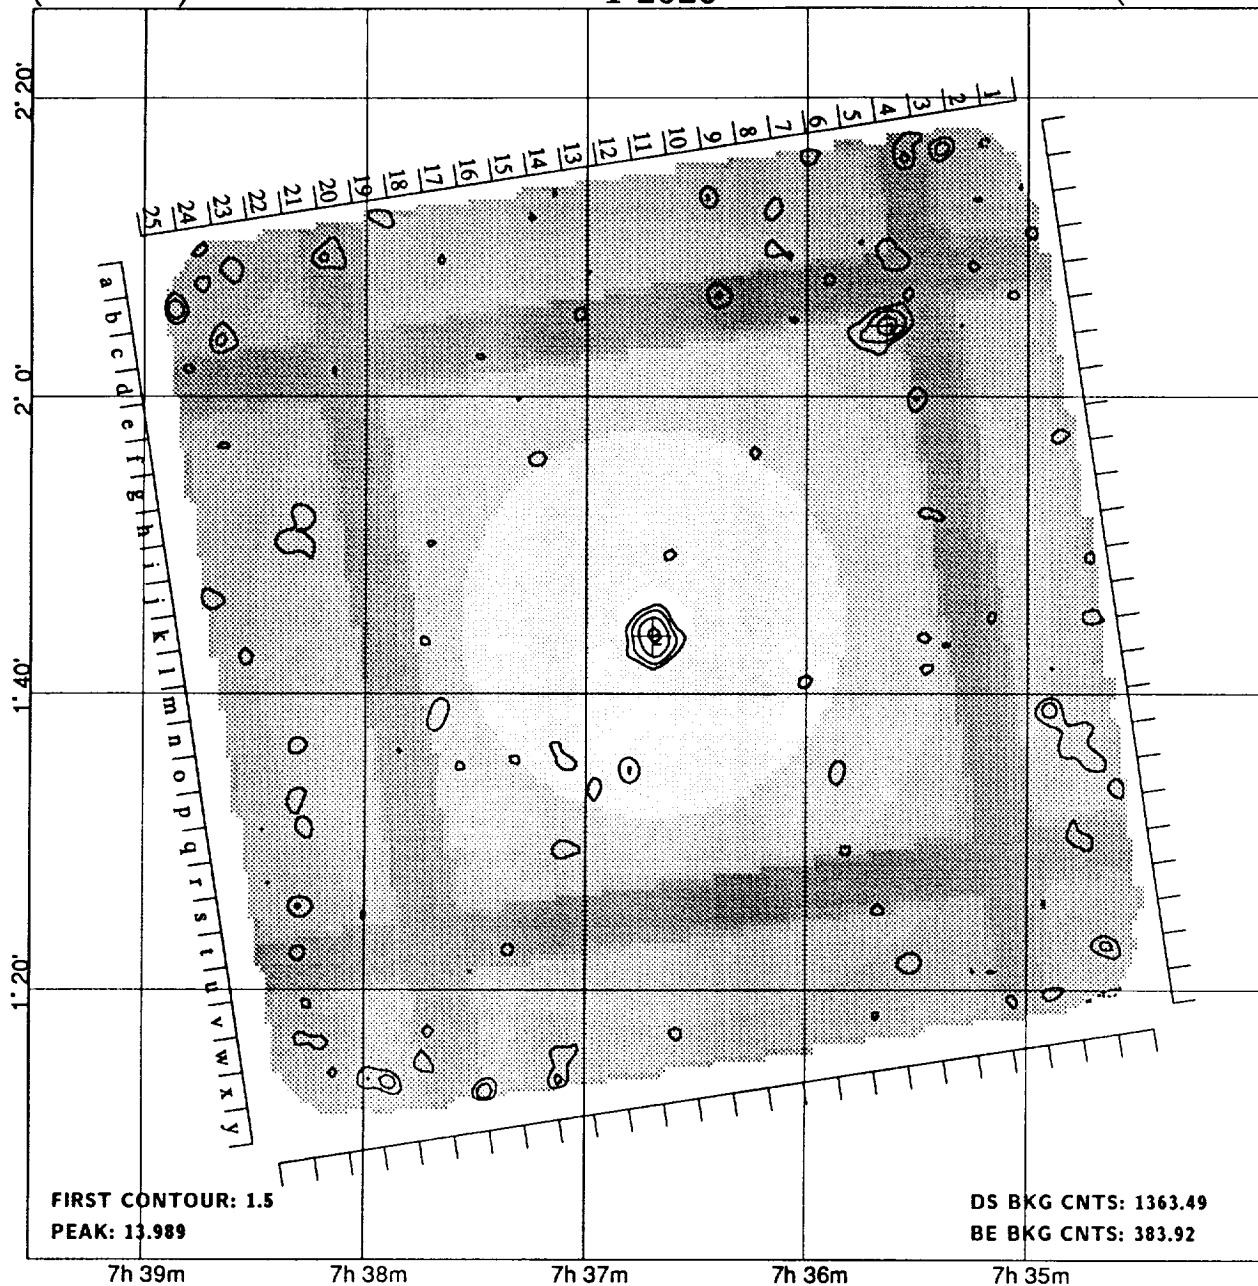 2° 20'
2° 0'
1° 40'
1° 20'
25 24 23 22 21 20 19 18 17 16 15 14 13 12 11 10 9 8 7 6 5 4 3 2 1
a b c d e f g h i j k l m n o p q r s t u v w x y
FIRST CONTOUR: 1.5
PEAK: 13.989
DS BKG CNTS: 1363.49
BE BKG CNTS: 383.92
7h 39m 7h 38m 7h 37m 7h 36m 7h 35m